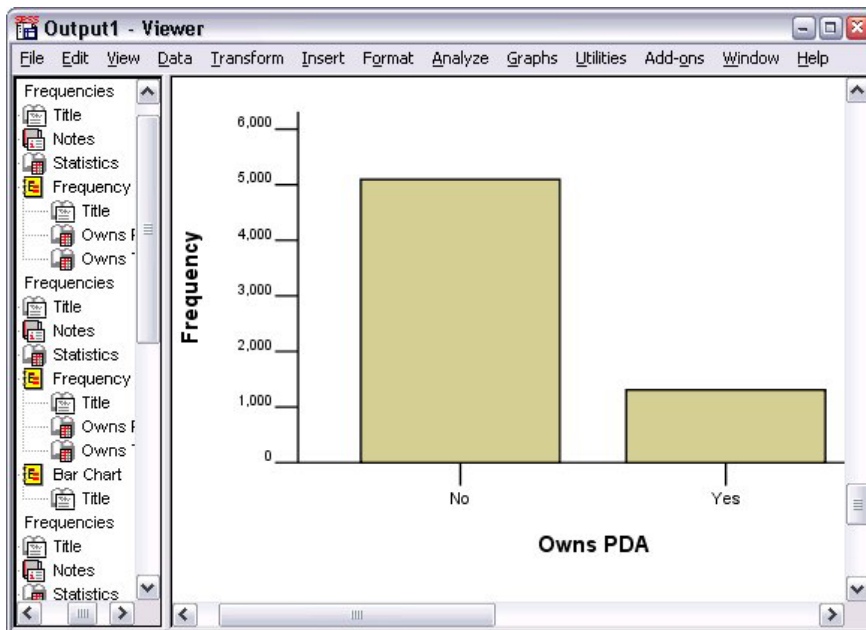 Output1 - Viewer
File Edit View Data Transform Insert Format Analyze Graphs Utilities Add-ons Window Help
Frequencies
Title
Notes
Statistics
Frequency
Title
Owns
Owns
Frequencies
Title
Notes
Statistics
Frequency
Title
Owns
Owns
Bar Chart
Title
Frequencies
Title
Notes
Statistics
6,000
5,000
4,000
3,000
2,000
1,000
0
Frequency
No Yes
Owns PDA